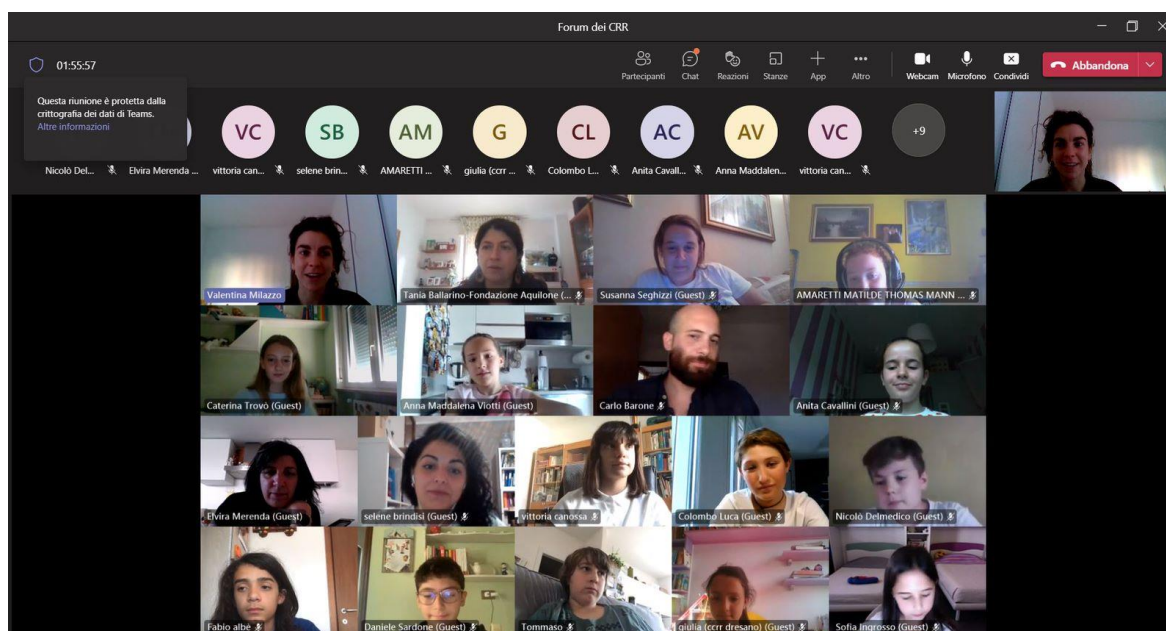 Forum dei CRR
01:55:57
Partecipanti
Chat
Reazioni
Stanze
App
Altro
Webcam
Microfono
Condividi
Abbandona
Questa riunione è protetta dalla
crittografia dei dati di Teams.
Altre informazioni
VC
SB
AM
G
CL
AC
AV
VC
+9
Nicolò Del...
Elvira Merenda ...
vittoria can...
selene brin...
AMARETTI ...
giulia (ccrr ...
Colombo L...
Anita Cavall...
Anna Maddalen...
vittoria can...
Valentina Milazzo
Tania Ballarino-Fondazione Aquilone (...
Susanna Seghizzi (Guest)
AMARETTI MATILDE THOMAS MANN ...
Caterina Trovò (Guest)
Anna Maddalena Viotti (Guest)
Carlo Barone
Anita Cavallini (Guest)
Elvira Merenda (Guest)
selene brindisi (Guest)
vittoria canossa
Colombo Luca (Guest)
Nicolò Delmedico (Guest)
Fabio albè
Daniele Sardone (Guest)
Tommaso
giulia (ccrr dresano) (Guest)
Sofia Ingrosso (Guest)